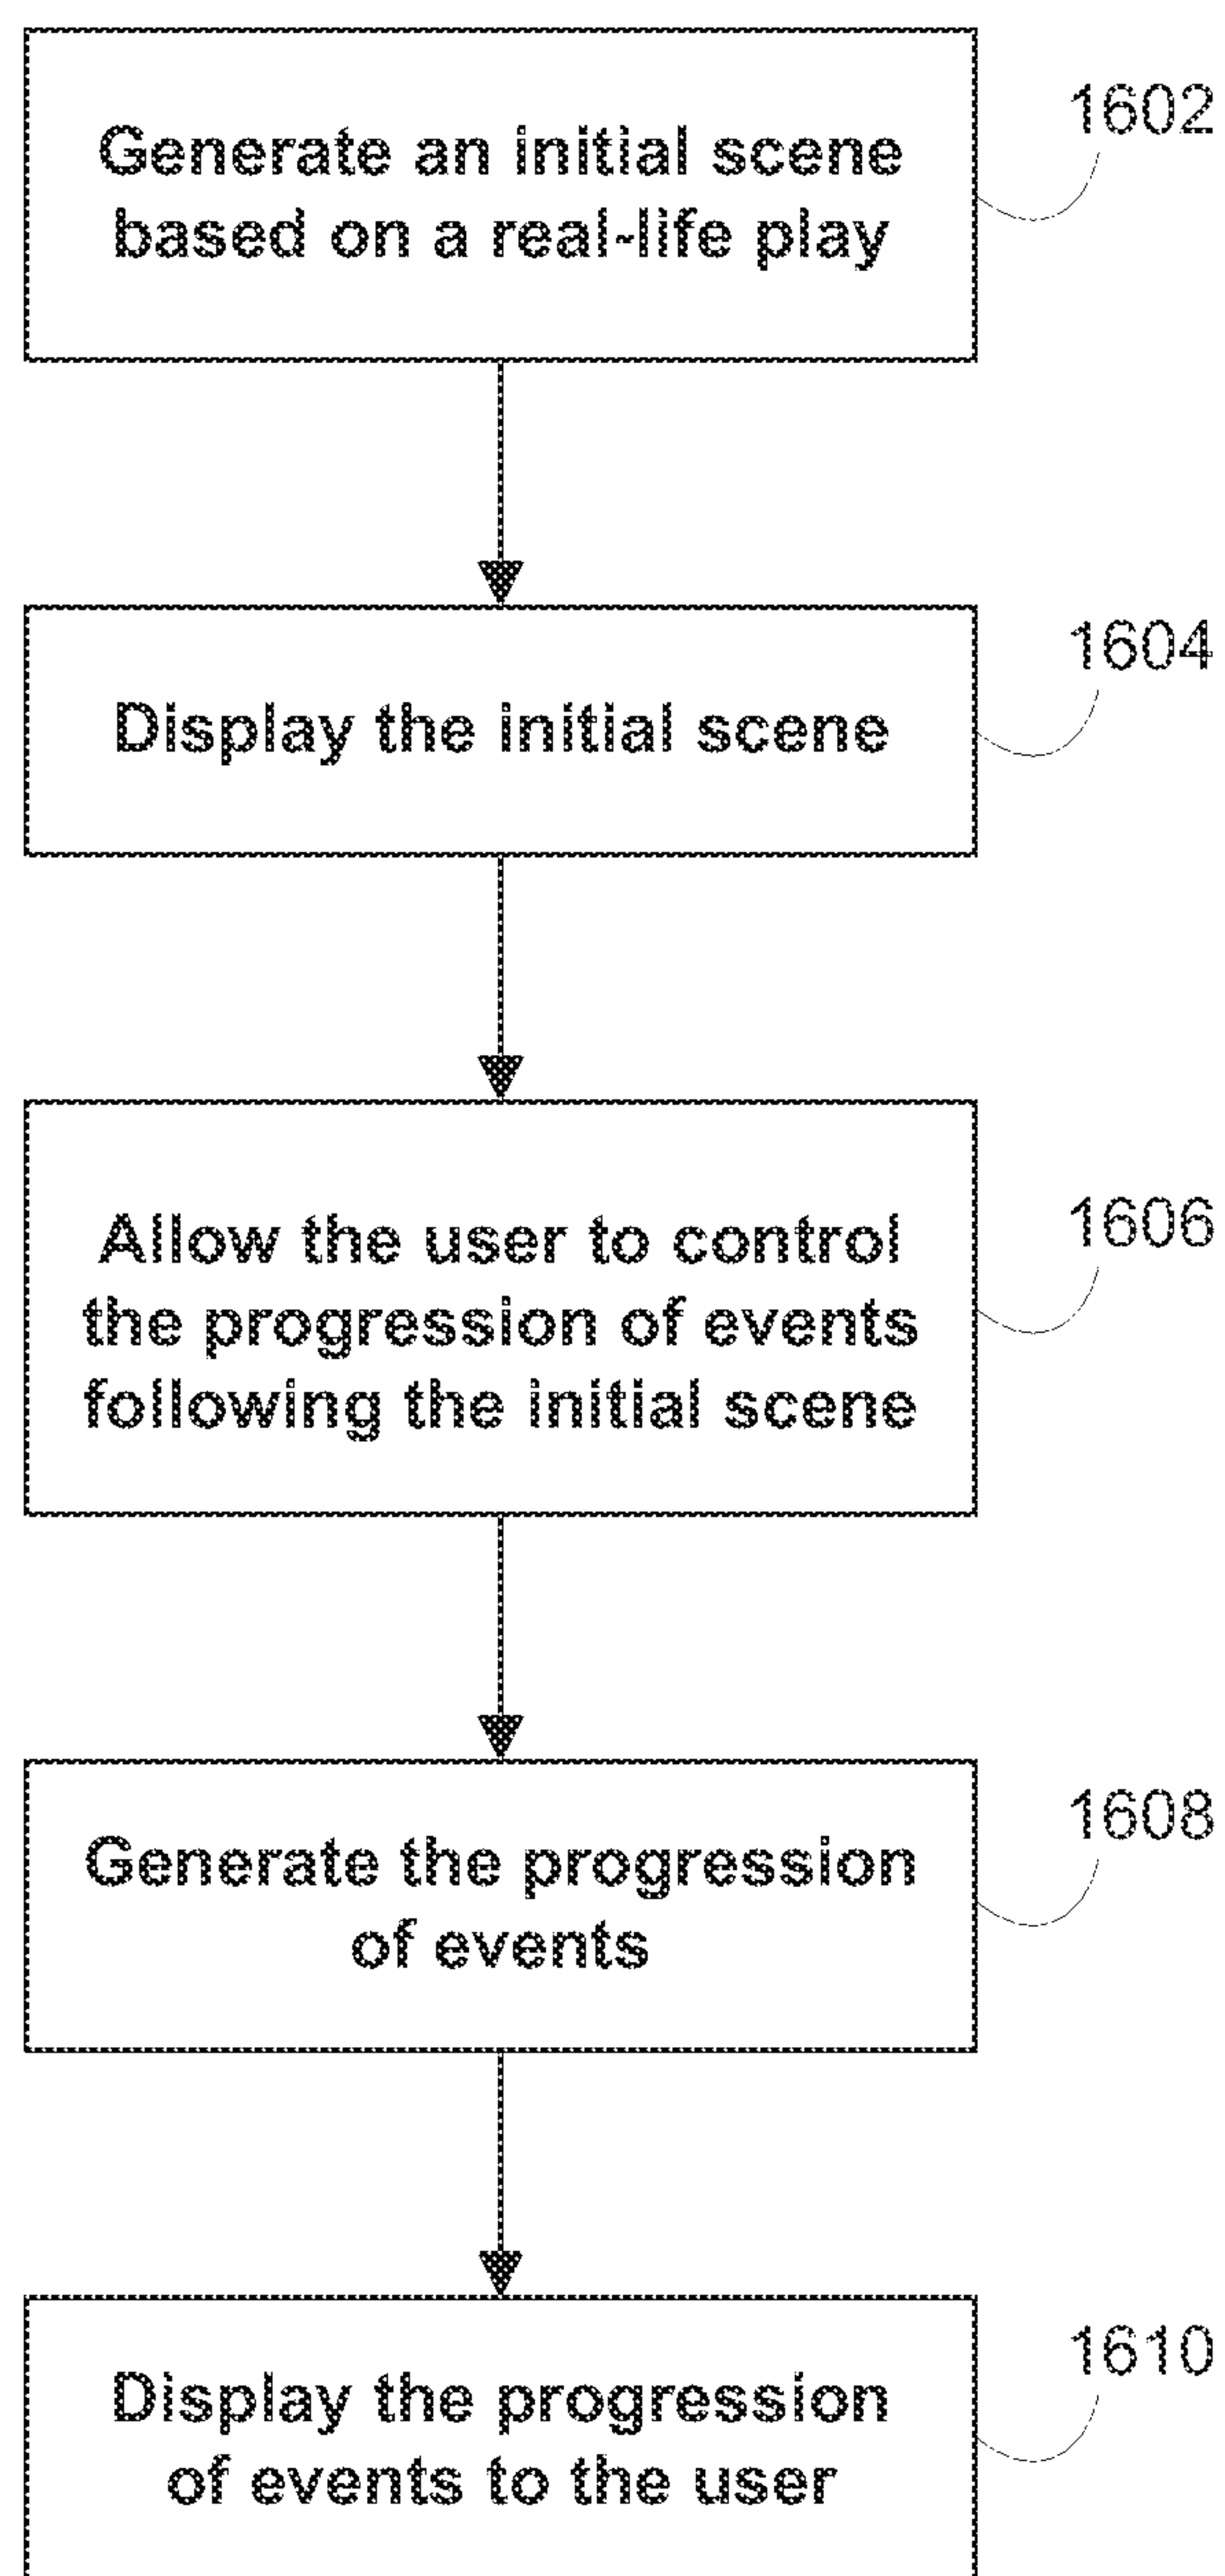 Generate an initial scene
based on a real-life play
1602
Display the initial scene
1604
Allow the user to control
the progression of events
following the initial scene
1606
Generate the progression
of events
1608
Display the progression
of events to the user
1610